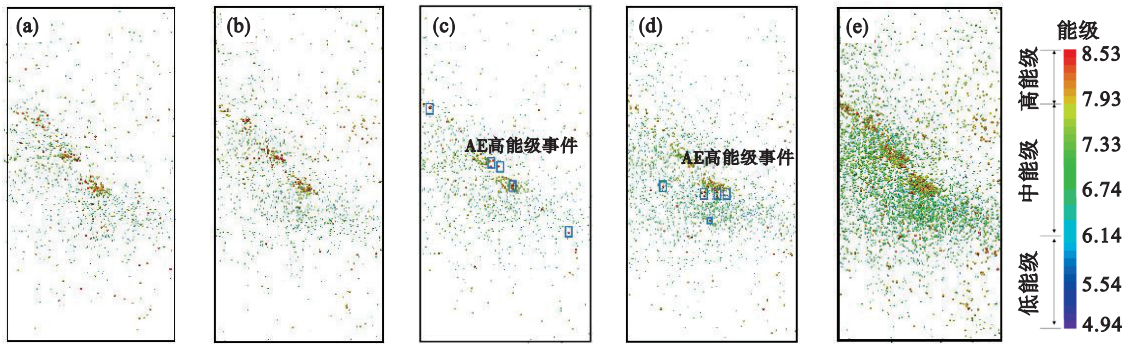 (a)
(b)
(c)
(d)
(e)
AE高能级事件
AE高能级事件
能级
高能级
中能级
低能级
8.53
7.93
7.33
6.74
6.14
5.54
4.94